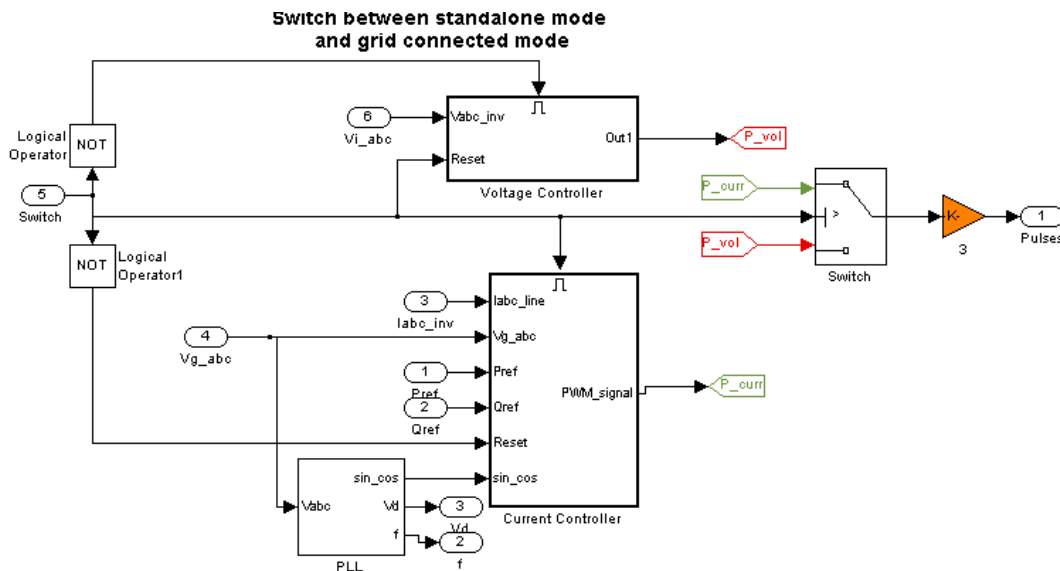 Switch between standalone mode
and grid connected mode
Logical
Operator
NOT
5
Switch
NOT
Logical
Operator1
6
Vi_abc
Vabc_inv
Reset
Out1
Voltage Controller
P_vol
P_curr
P_vol
>
Switch
K-
3
1
Pulses
3
Iabc_inv
4
Vg_abc
1
Pref
2
Qref
Iabc_line
Vg_abc
Pref
Qref
Reset
sin_cos
PWM_signal
Current Controller
P_curr
Vabc
sin_cos
Vd
f
PLL
3
Vd
2
f